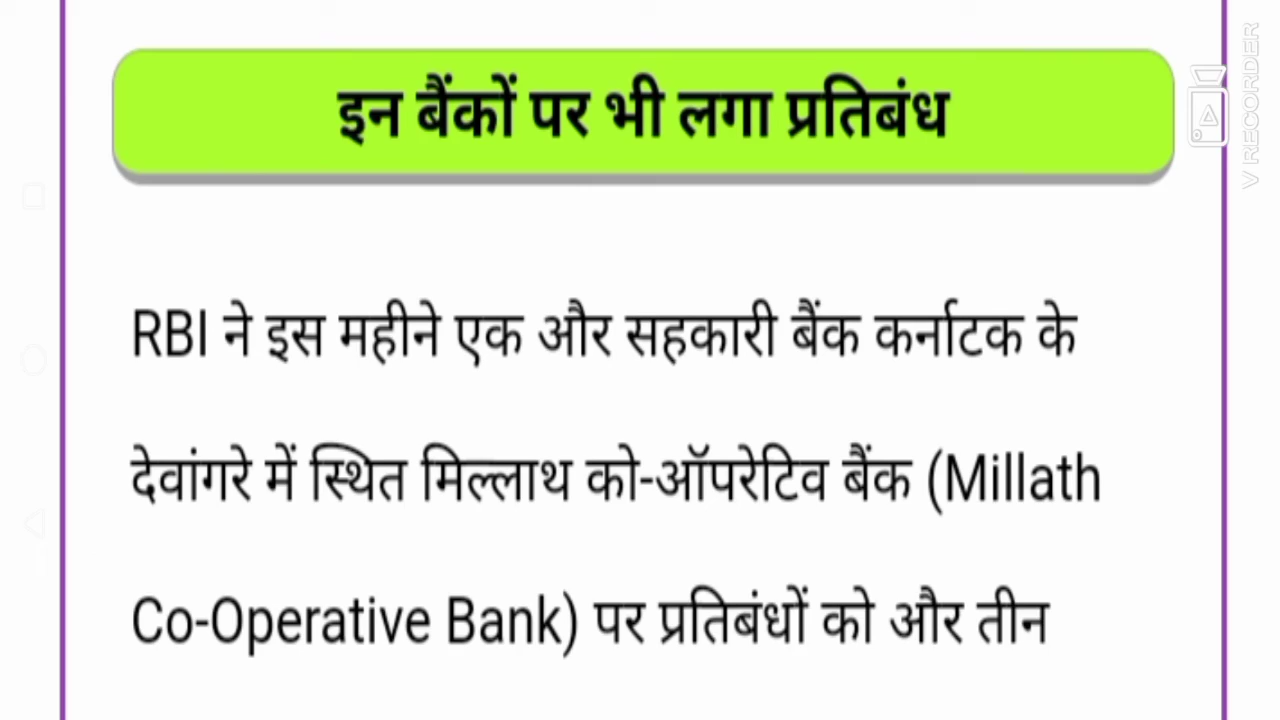 इन बैंकों पर भी लगा प्रतिबंध
V RECORDER
RBI ने इस महीने एक और सहकारी बैंक कर्नाटक के
देवांगरे में स्थित मिल्लाथ को-ऑपरेटिव बैंक (Millath
Co-Operative Bank) पर प्रतिबंधों को और तीन